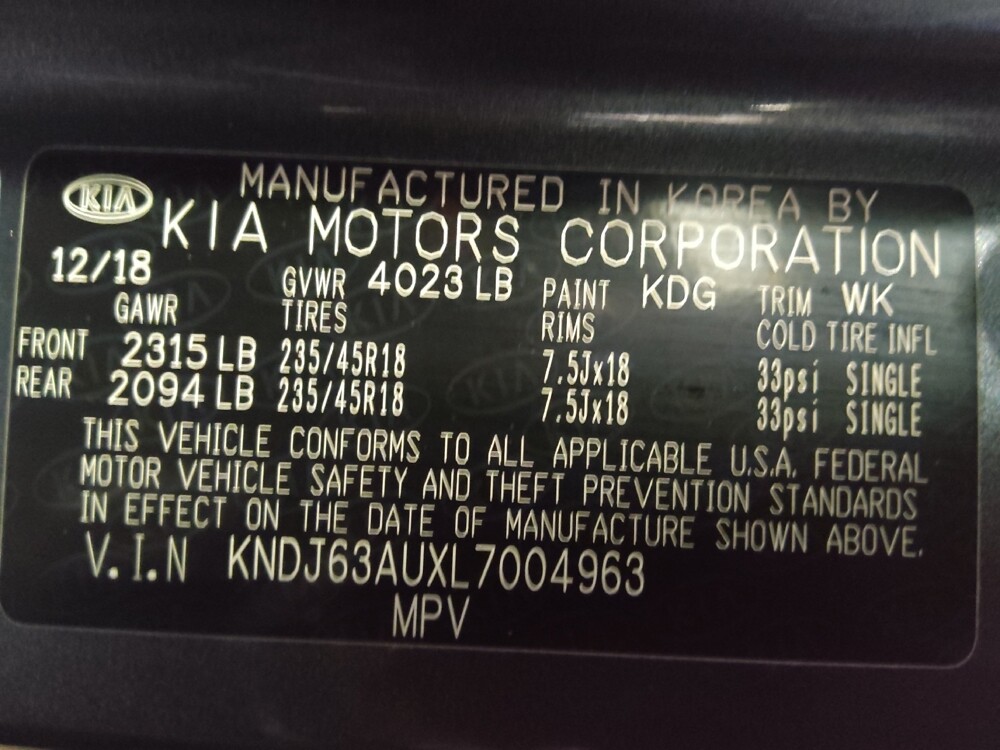 KIA MANUFACTURED IN KOREA BY
KIA MOTORS CORPORATION
12/18 GVWR 4023 LB PAINT KDG TRIM WK
GAWR TIRES RIMS COLD TIRE INFL
FRONT 2315 LB 235/45R18 7.5Jx18 33psi SINGLE
REAR 2094 LB 235/45R18 7.5Jx18 33psi SINGLE
THIS VEHICLE CONFORMS TO ALL APPLICABLE U.S.A. FEDERAL
MOTOR VEHICLE SAFETY AND THEFT PREVENTION STANDARDS
IN EFFECT ON THE DATE OF MANUFACTURE SHOWN ABOVE.
V.I.N KNDJ63AUXL7004963
MPV